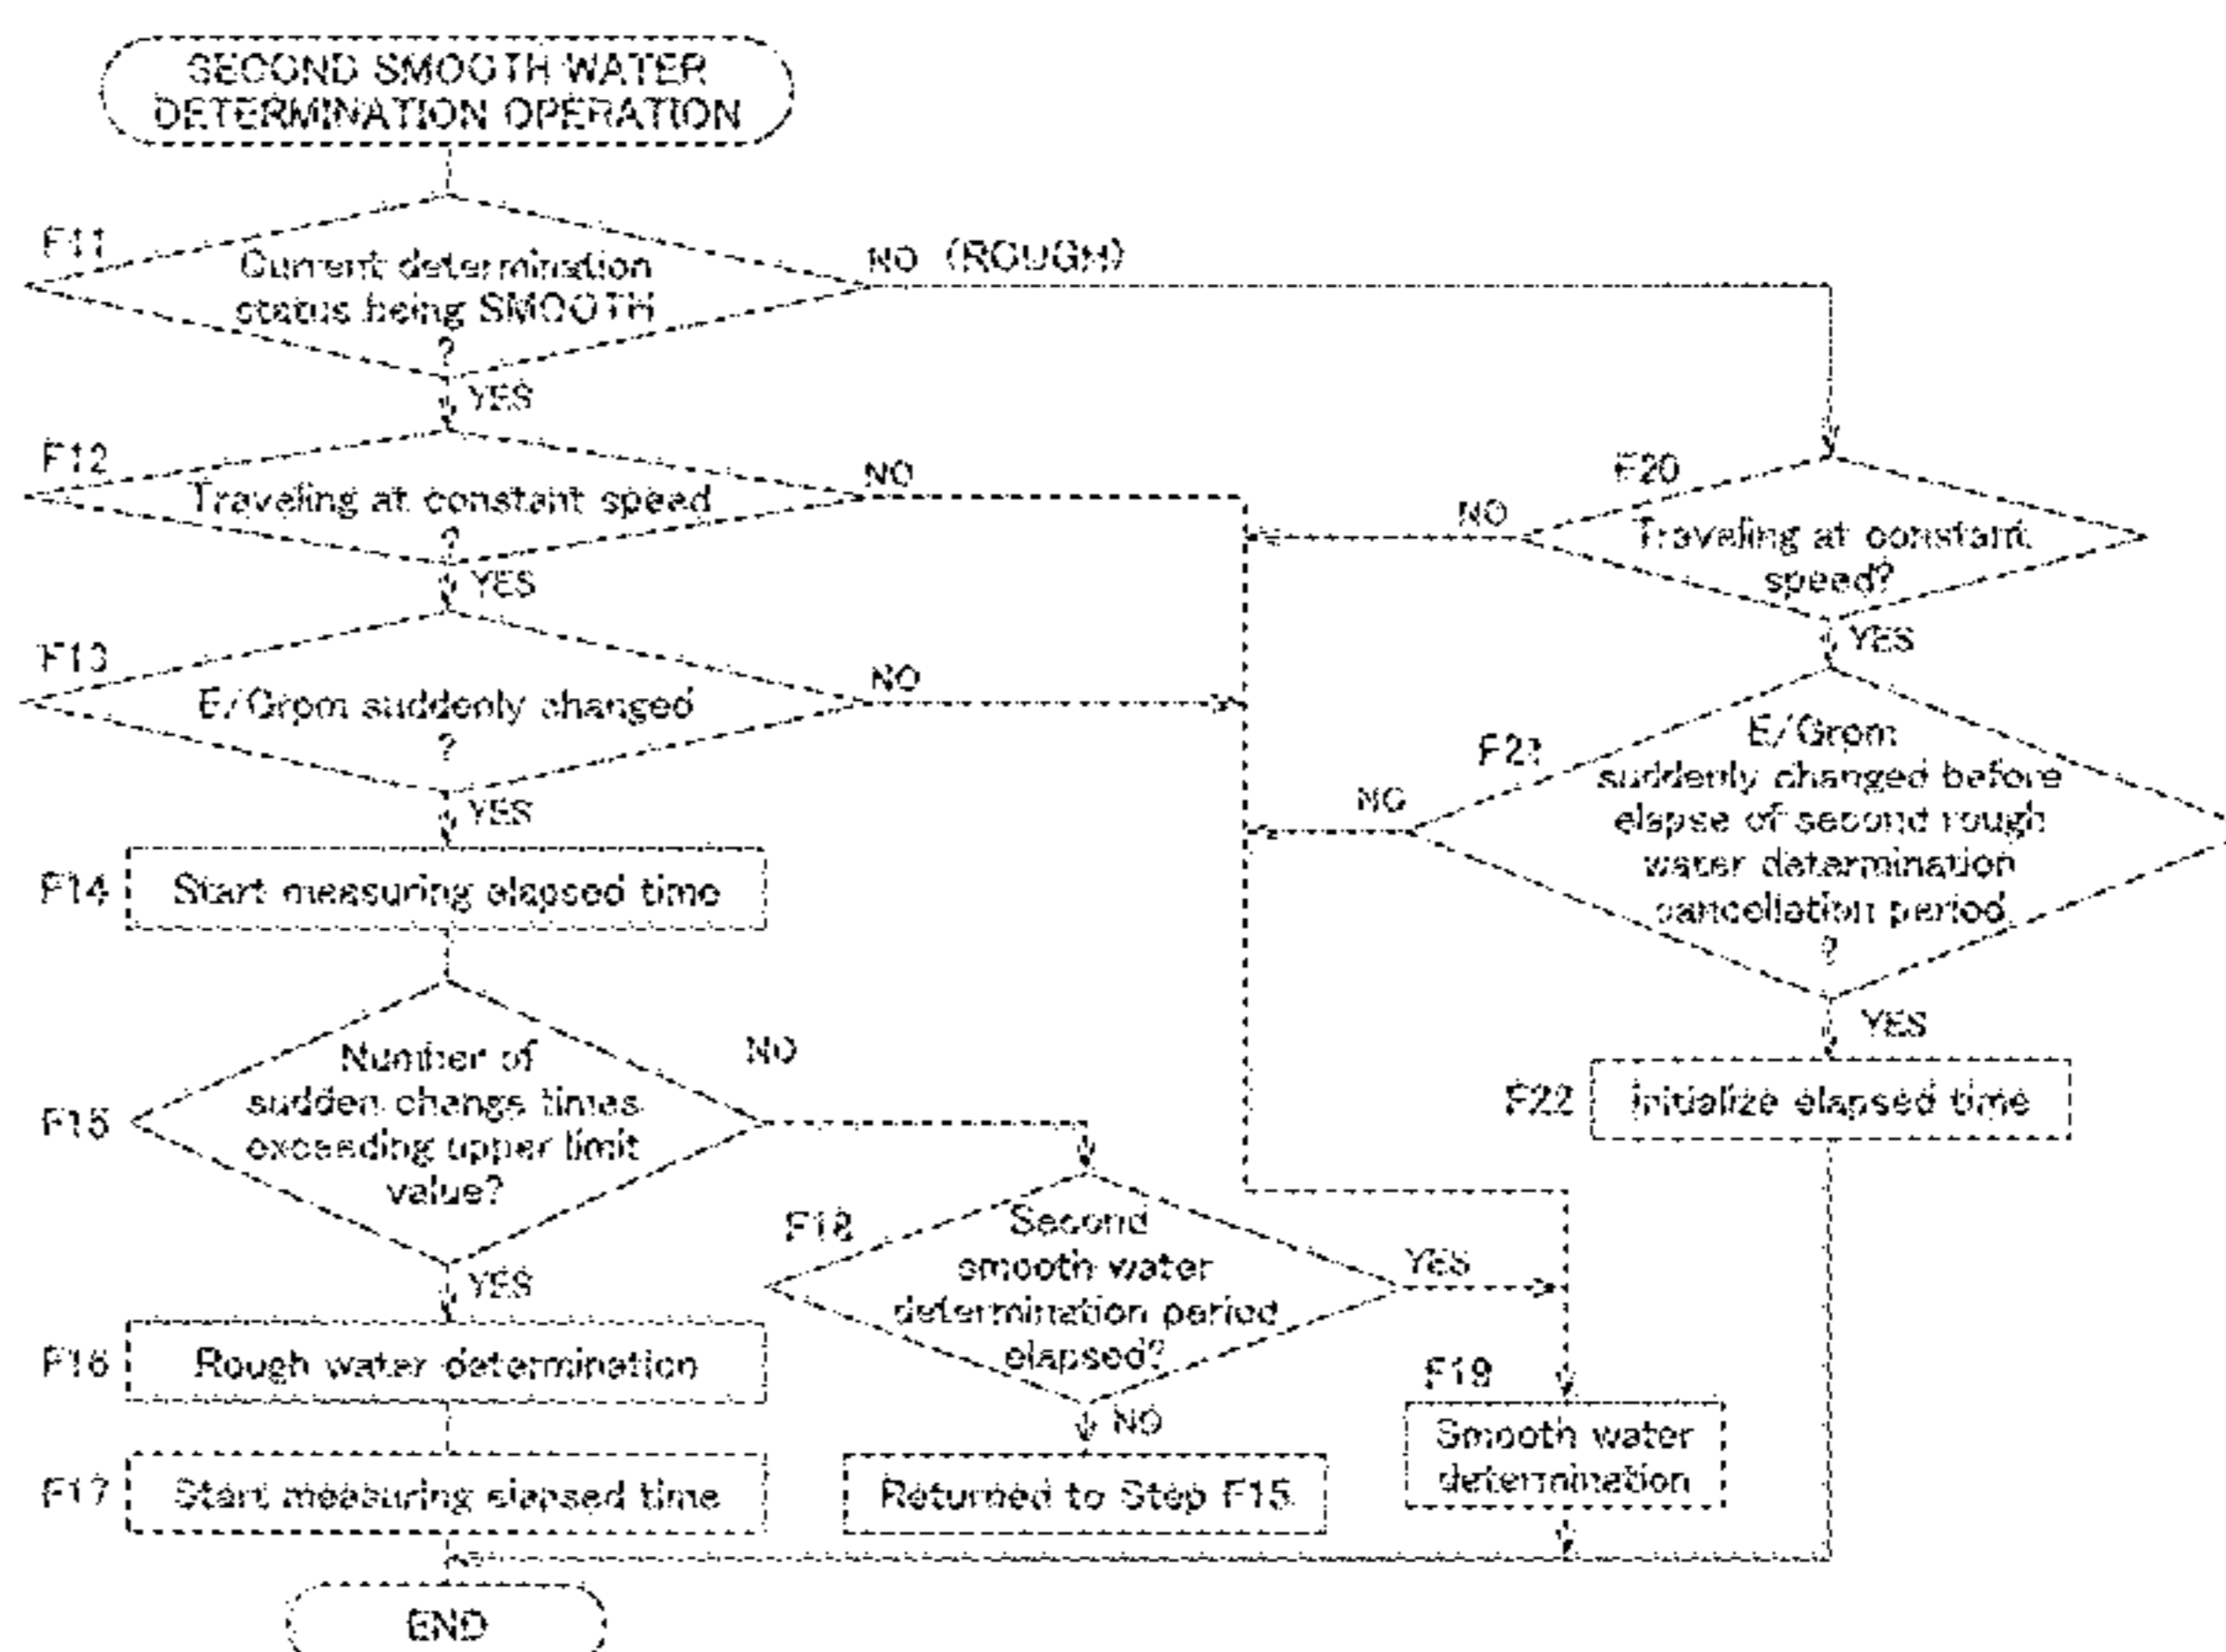 SECOND SMOOTH WATER
DETERMINATION OPERATION
F11
Current determination
status being SMOOTH
?
NO (ROUGH)
YES
F12
Traveling at constant speed
?
NO
YES
F20
Traveling at constant
speed?
NO
YES
F13
E/Grpm suddenly changed
?
NO
YES
F21
E/Grpm
suddenly changed before
elapse of second rough
water determination
cancellation period
?
NO
YES
F14
Start measuring elapsed time
F15
Number of
sudden change times
exceeding upper limit
value?
NO
YES
F22
Initialize elapsed time
F18
Second
smooth water
determination period
elapsed?
YES
NO
F16
Rough water determination
F19
Smooth water
determination
F17
Start measuring elapsed time
Returned to Step F15
END